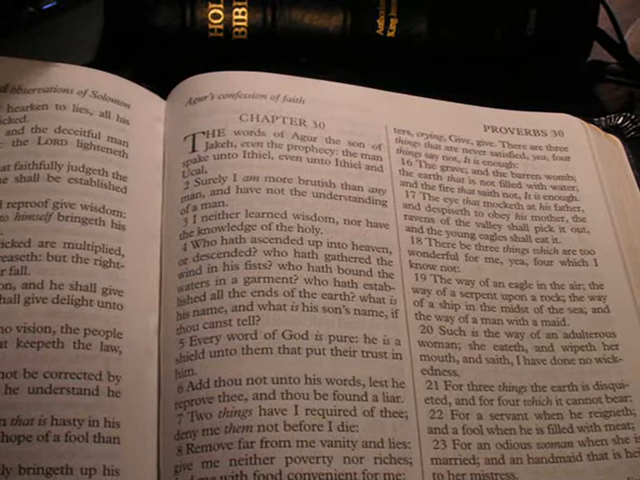 HOL
BIBL
Authori
King Jam
d observations of Solomon
hearken to lies, all his
icked.
and the deceitful man
the LORD lighteneth
at faithfully judgeth the
e shall be established
reproof give wisdom:
to himself bringeth his
icked are multiplied,
reaseth: but the right-
r fall.
on, and he shall give
hall give delight unto
no vision, the people
at keepeth the law,
not be corrected by
he understand he
n that is hasty in his
hope of a fool than
ly bringeth up his
Agur's confession of faith
CHAPTER 30
THE words of Agur the son of
Jakeh, even the prophecy: the man
spake unto Ithiel, even unto Ithiel and
Ucal,
2 Surely I am more brutish than any
man, and have not the understanding
of a man.
3 I neither learned wisdom, nor have
the knowledge of the holy.
4 Who hath ascended up into heaven,
or descended? who hath gathered the
wind in his fists? who hath bound the
waters in a garment? who hath estab-
lished all the ends of the earth? what is
his name, and what is his son's name, if
thou canst tell?
5 Every word of God is pure: he is a
shield unto them that put their trust in
him.
6 Add thou not unto his words, lest he
reprove thee, and thou be found a liar.
7 Two things have I required of thee;
deny me them not before I die:
8 Remove far from me vanity and lies:
give me neither poverty nor riches;
me with food convenient for me:
PROVERBS 30
ters, crying, Give, give. There are three
things that are never satisfied, yea, four
things say not, It is enough:
16 The grave; and the barren womb;
the earth that is not filled with water;
and the fire that saith not, It is enough.
17 The eye that mocketh at his father,
and despiseth to obey his mother, the
ravens of the valley shall pick it out,
and the young eagles shall eat it.
18 There be three things which are too
wonderful for me, yea, four which I
know not:
19 The way of an eagle in the air; the
way of a serpent upon a rock; the way
of a ship in the midst of the sea; and
the way of a man with a maid.
20 Such is the way of an adulterous
woman; she eateth, and wipeth her
mouth, and saith, I have done no wick-
edness.
21 For three things the earth is disqui-
eted, and for four which it cannot bear:
22 For a servant when he reigneth;
and a fool when he is filled with meat;
23 For an odious woman when she is
married; and an handmaid that is hei
to her mistress.